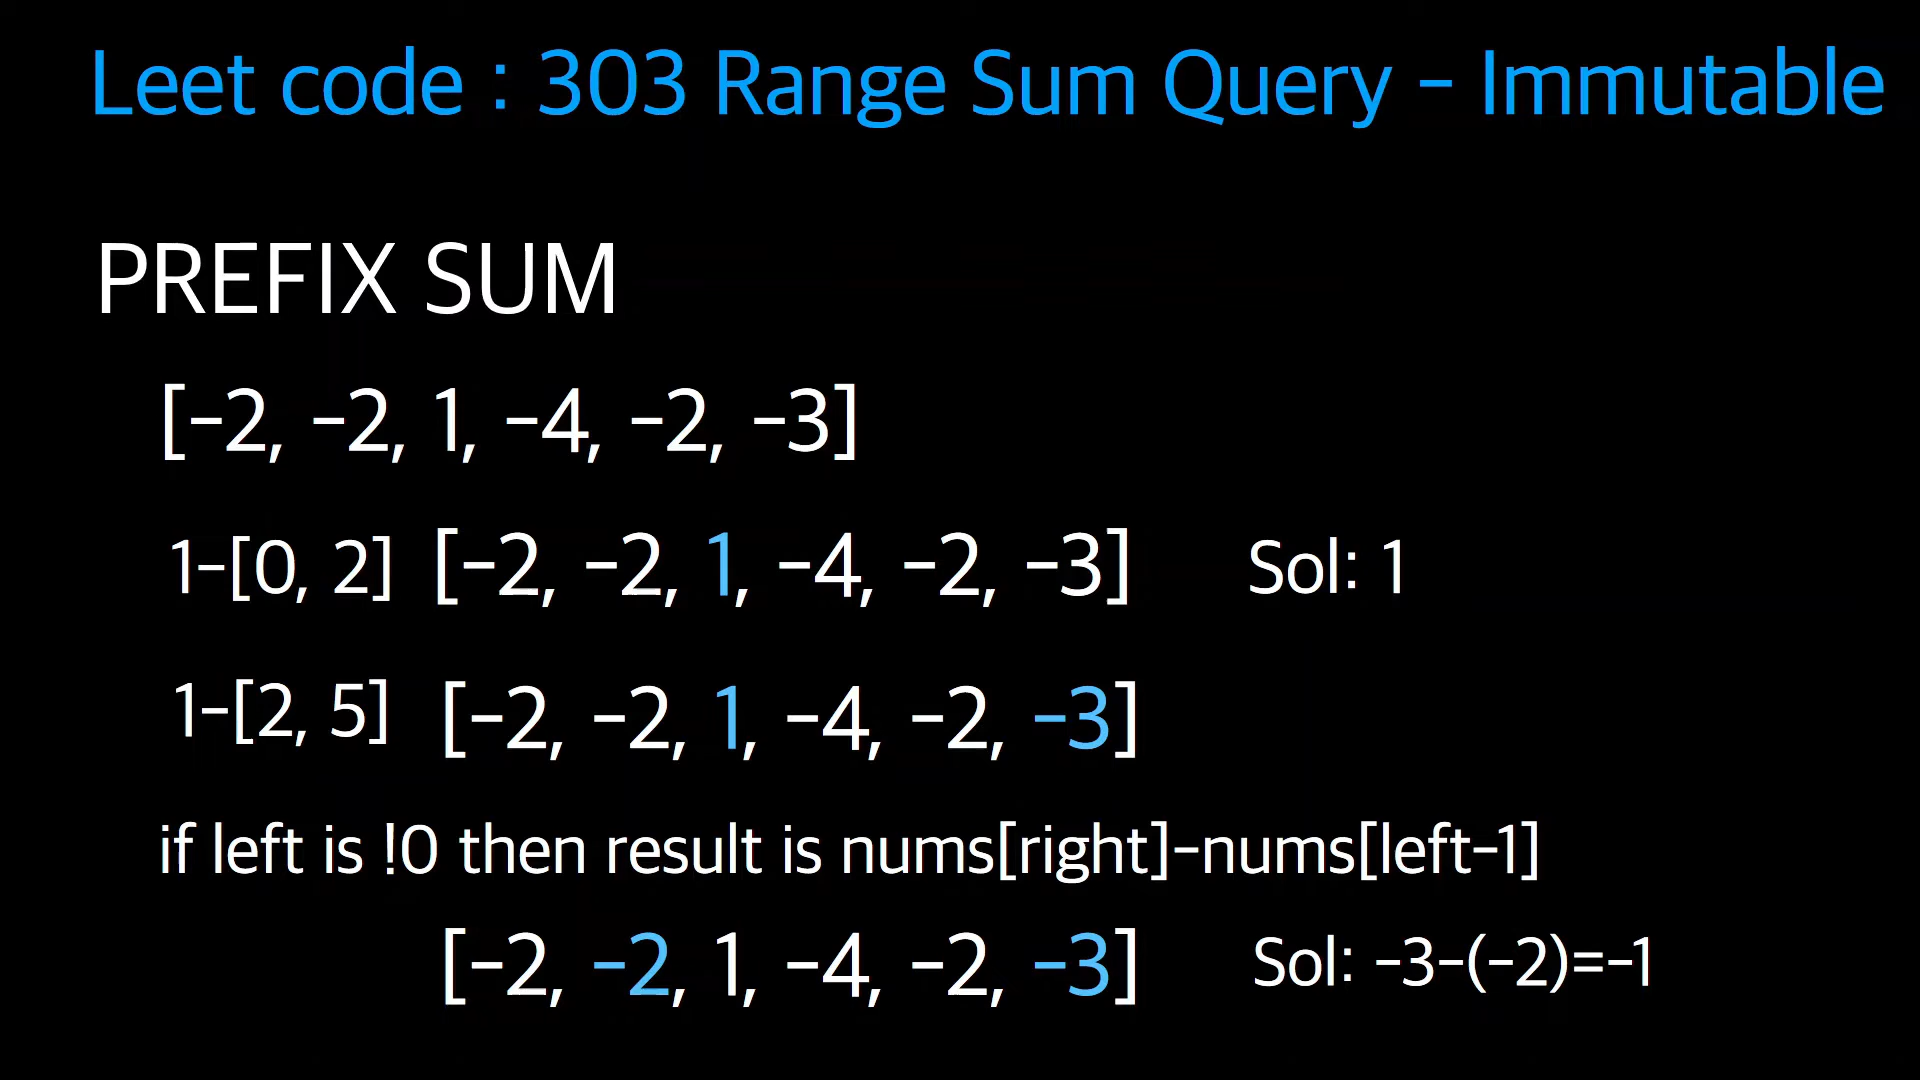 Leet code : 303 Range Sum Query - Immutable
PREFIX SUM
[-2, -2, 1, -4, -2, -3]
1-[0, 2] [-2, -2, 1, -4, -2, -3] Sol: 1
1-[2, 5] [-2, -2, 1, -4, -2, -3]
if left is !0 then result is nums[right]-nums[left-1]
[-2, -2, 1, -4, -2, -3] Sol: -3-(-2)=-1